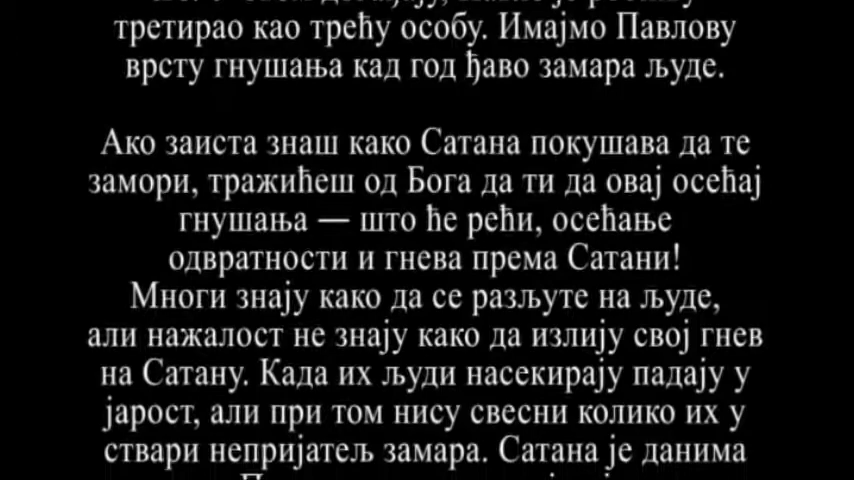 третирао као трећу особу. Имајмо Павлову
врсту гнушања кад год ђаво замара људе.
Ако заиста знаш како Сатана покушава да те
замори, тражићеш од Бога да ти да овај осећај
гнушања — што ће рећи, осећање
одвратности и гнева према Сатани!
Многи знају како да се разљуте на људе,
али нажалост не знају како да излију свој гнев
на Сатану. Када их људи насекирају падају у
јарост, али при том нису свесни колико их у
ствари непријатељ замара. Сатана је данима